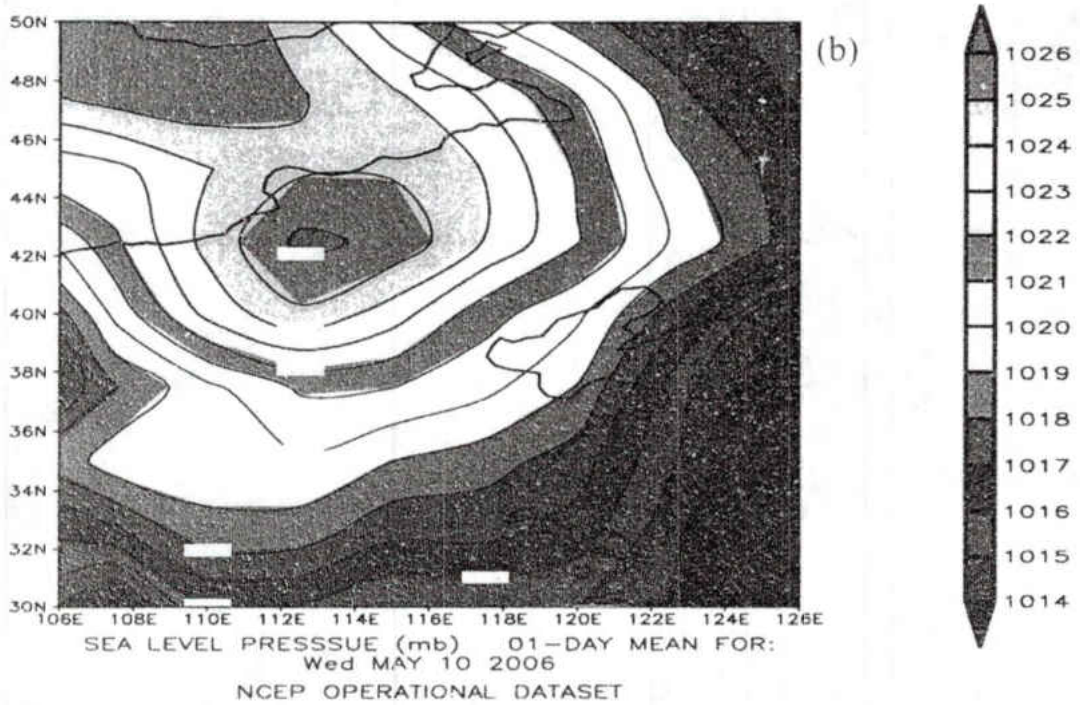 50N
48N
46N
44N
42N
40N
38N
36N
34N
32N
30N
106E 108E 110E 112E 114E 116E 118E 120E 122E 124E 126E
SEA LEVEL PRESSSUE (mb) 01-DAY MEAN FOR:
Wed MAY 10 2006
NCEP OPERATIONAL DATASET
(b)
1026
1025
1024
1023
1022
1021
1020
1019
1018
1017
1016
1015
1014